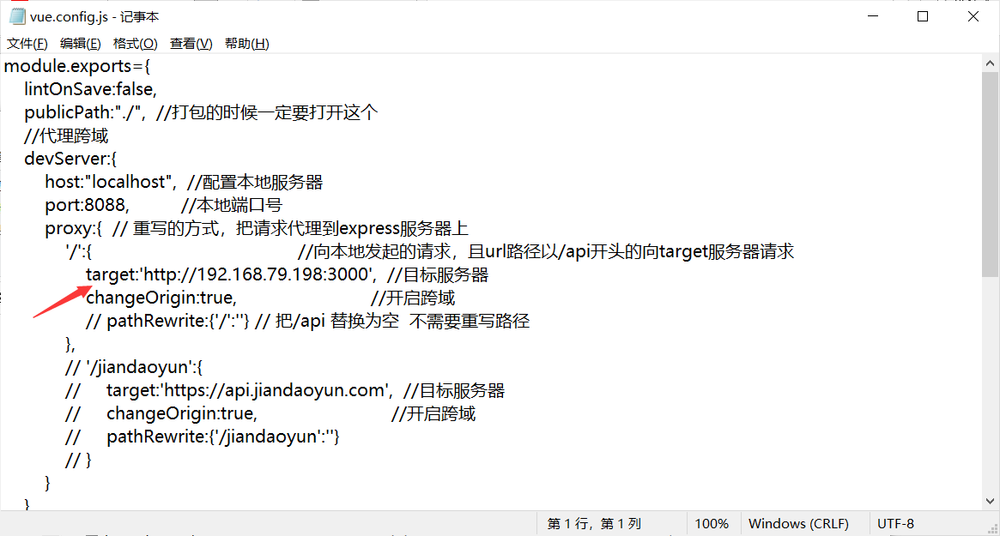 vue.config.js - 记事本
文件(F) 编辑(E) 格式(O) 查看(V) 帮助(H)
module.exports={
    lintOnSave:false,
    publicPath:"./",  //打包的时候一定要打开这个
    //代理跨域
    devServer:{
        host:"localhost",  //配置本地服务器
        port:8088,          //本地端口号
        proxy:{  // 重写的方式，把请求代理到express服务器上
            '/':{                                        //向本地发起的请求，且url路径以/api开头的向target服务器请求
                target:'http://192.168.79.198:3000',  //目标服务器
                changeOrigin:true,                          //开启跨域
                // pathRewrite:{'/':''} // 把/api 替换为空  不需要重写路径
            },
            // '/jiandaoyun':{
            //     target:'https://api.jiandaoyun.com',  //目标服务器
            //     changeOrigin:true,                          //开启跨域
            //     pathRewrite:{'/jiandaoyun':''}
            // }
        }
    }
第 1 行，第 1 列 100% Windows (CRLF) UTF-8